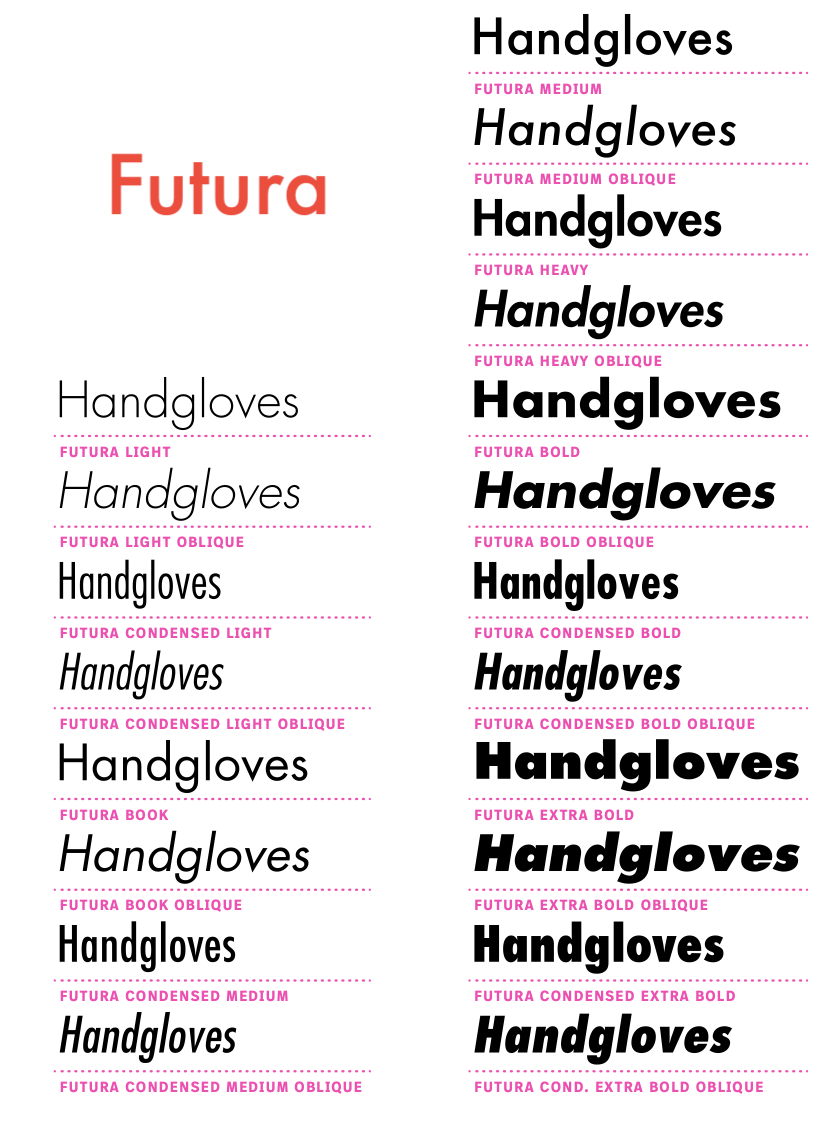 Futura
Handgloves
FUTURA LIGHT
Handgloves
FUTURA LIGHT OBLIQUE
Handgloves
FUTURA CONDENSED LIGHT
Handgloves
FUTURA CONDENSED LIGHT OBLIQUE
Handgloves
FUTURA BOOK
Handgloves
FUTURA BOOK OBLIQUE
Handgloves
FUTURA CONDENSED MEDIUM
Handgloves
FUTURA CONDENSED MEDIUM OBLIQUE
Handgloves
FUTURA MEDIUM
Handgloves
FUTURA MEDIUM OBLIQUE
Handgloves
FUTURA HEAVY
Handgloves
FUTURA HEAVY OBLIQUE
Handgloves
FUTURA BOLD
Handgloves
FUTURA BOLD OBLIQUE
Handgloves
FUTURA CONDENSED BOLD
Handgloves
FUTURA CONDENSED BOLD OBLIQUE
Handgloves
FUTURA EXTRA BOLD
Handgloves
FUTURA EXTRA BOLD OBLIQUE
Handgloves
FUTURA CONDENSED EXTRA BOLD
Handgloves
FUTURA COND. EXTRA BOLD OBLIQUE